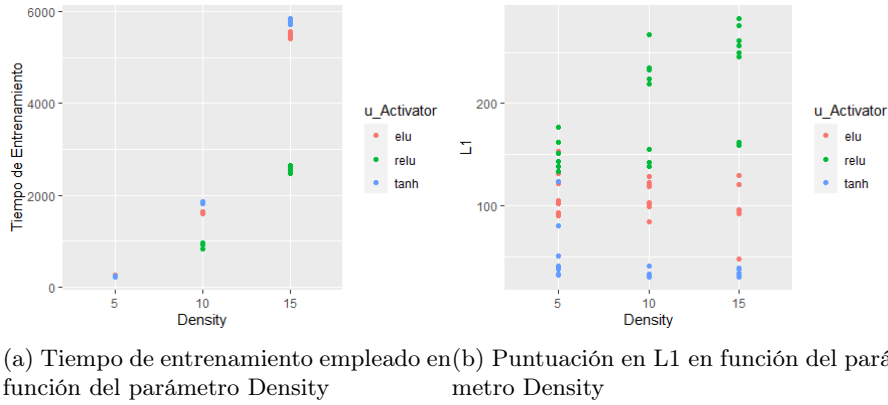 6000
4000
2000
0
Tiempo de Entrenamiento
5 10 15
Density
u_Activator
elu
relu
tanh
200
100
L1
5 10 15
Density
u_Activator
elu
relu
tanh
(a) Tiempo de entrenamiento empleado en
función del parámetro Density
(b) Puntuación en L1 en función del pará
metro Density